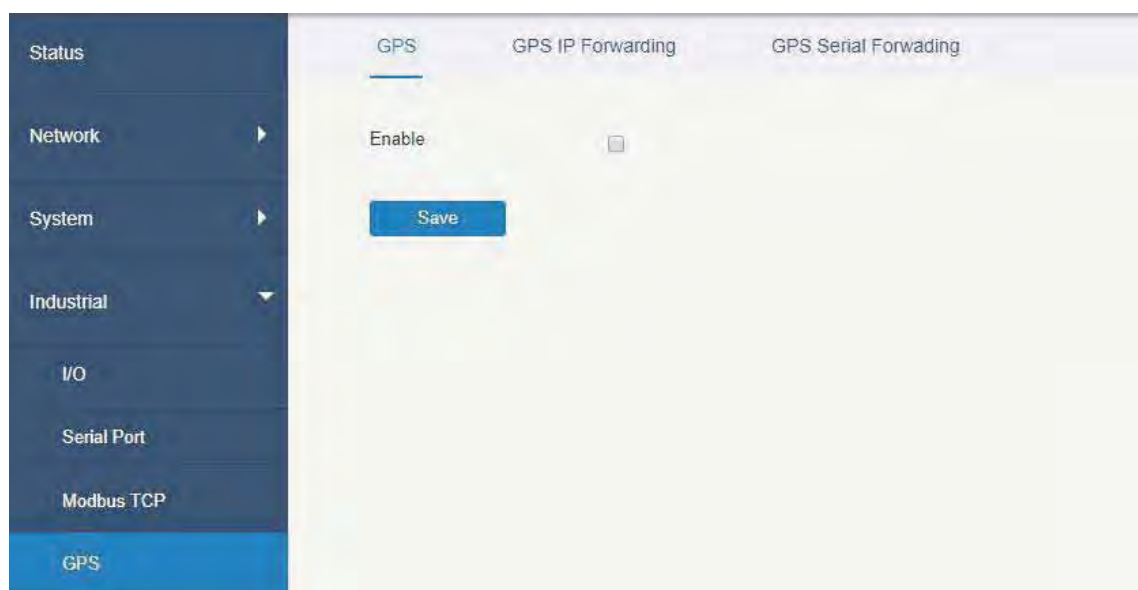 Status
GPS GPS IP Forwarding GPS Serial Forwading
Network
Enable
System
Save
Industrial
I/O
Serial Port
Modbus TCP
GPS